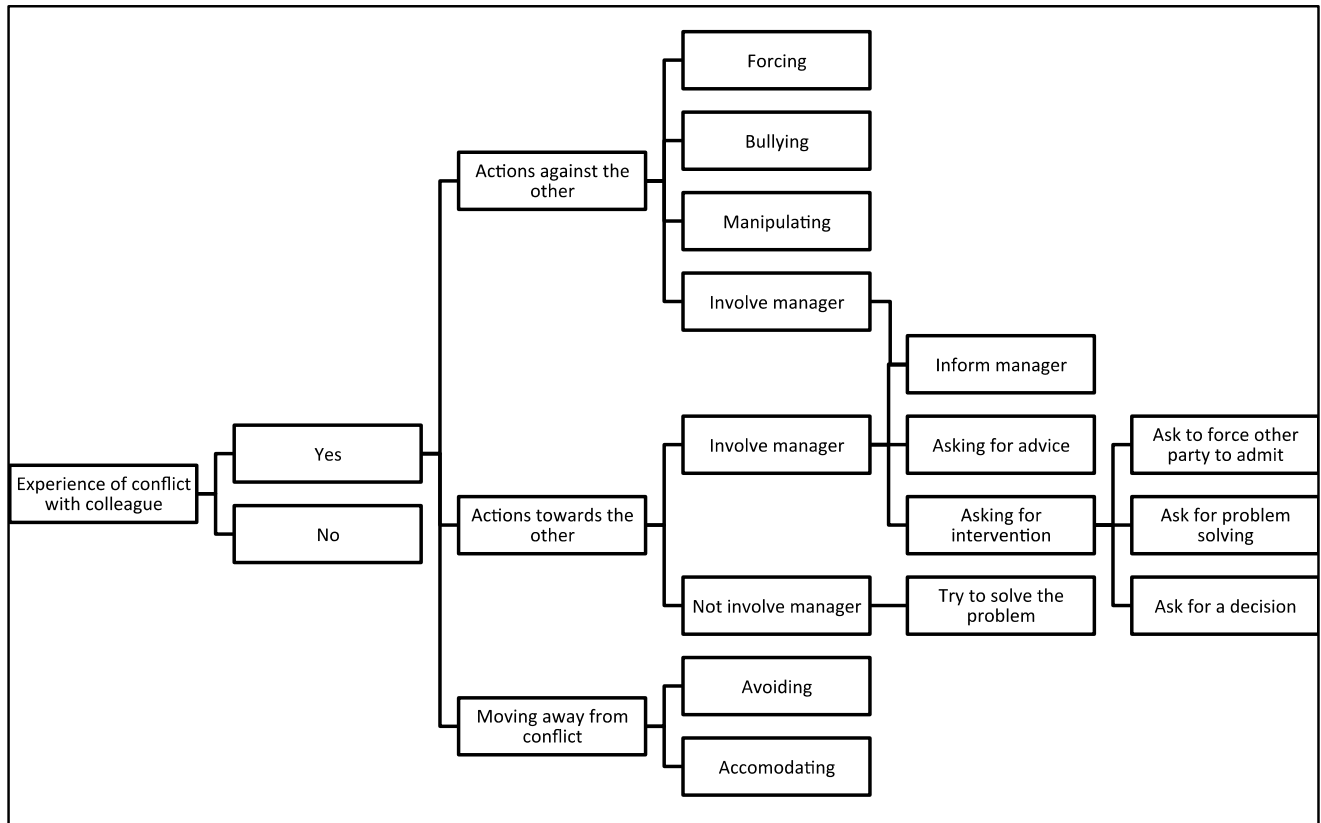 Forcing
Bullying
Actions against the
other
Manipulating
Involve manager
Inform manager
Involve manager
Asking for advice
Ask to force other
party to admit
Yes
Experience of conflict
with colleague
Actions towards the
other
Asking for
intervention
Ask for problem
solving
No
Not involve manager
Try to solve the
problem
Ask for a decision
Avoiding
Moving away from
conflict
Accomodating